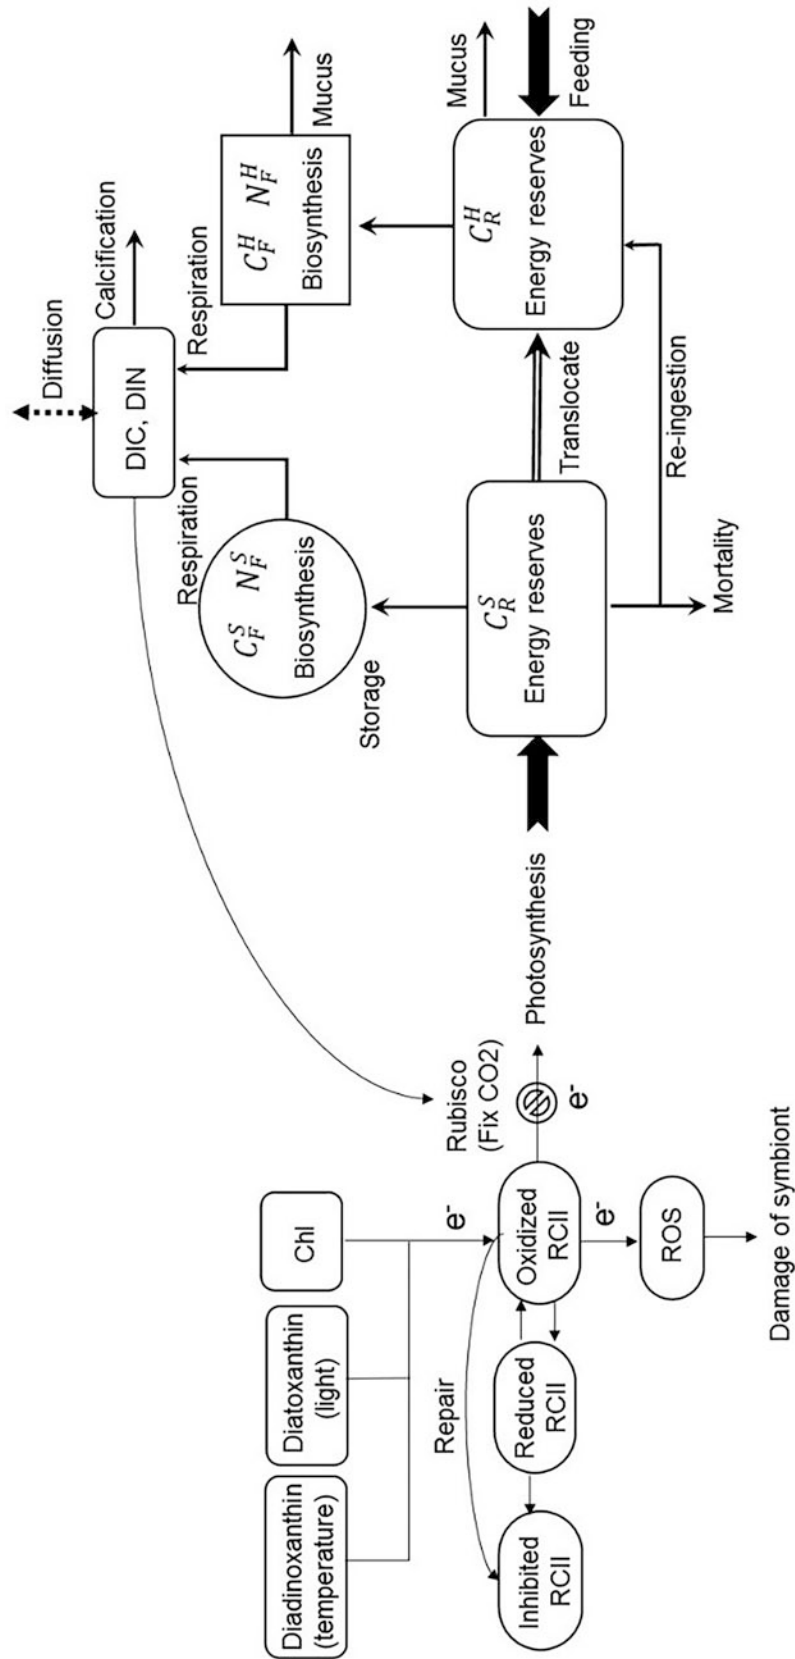 Diadinoxanthin
(temperature)
Diatoxanthin
(light)
Chl
e⁻
Repair
Inhibited
RCII
Reduced
RCII
Oxidized
RCII
e⁻
ROS
Damage of symbiont
Rubisco
(Fix CO2)
e⁻
Photosynthesis
Diffusion
DIC, DIN
Calcification
Respiration
Respiration
C_F^S N_F^S
Biosynthesis
Storage
C_F^H N_F^H
Biosynthesis
Mucus
C_R^S
Energy reserves
Translocate
C_R^H
Energy reserves
Mucus
Feeding
Re-ingestion
Mortality